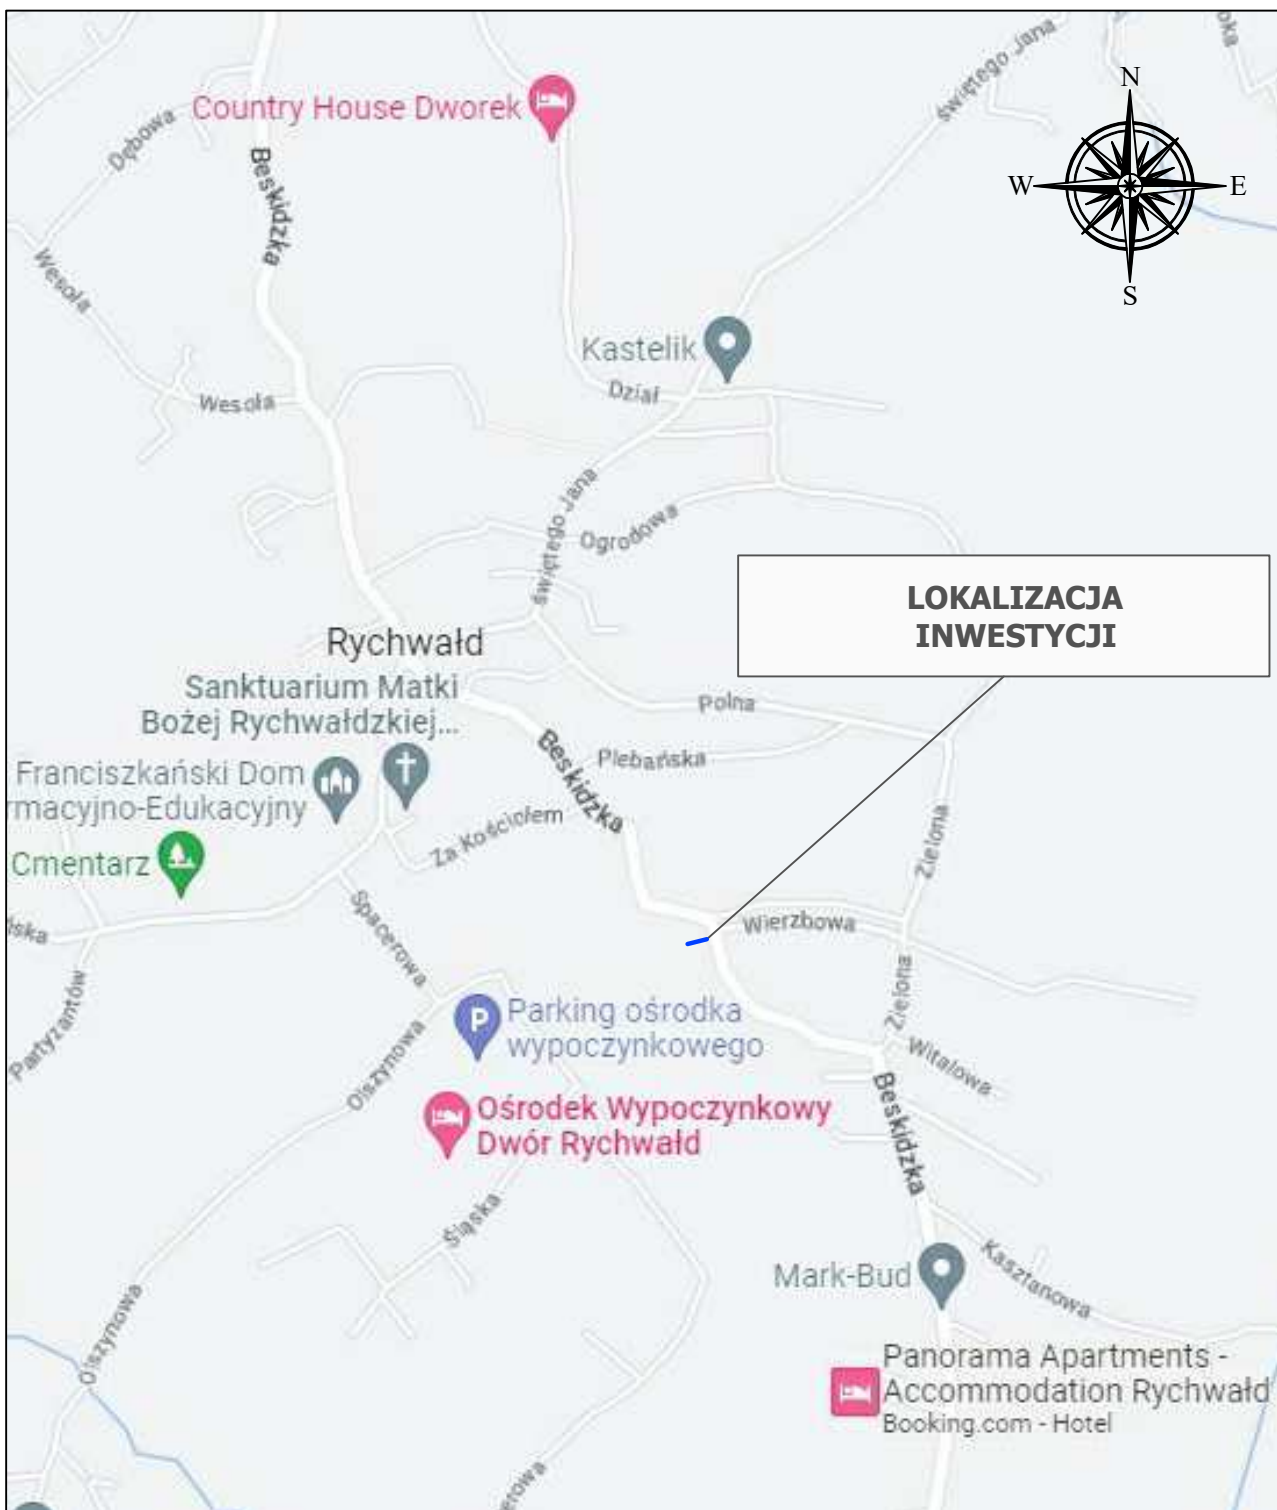 oka
świętego Jana
N
Country House Dworek
Dębowa
Beskidzka
W
E
S
Wesoła
Kastelik
Dział
Wesoła
świętego Jana
Ogrodowa
LOKALIZACJA
INWESTYCJI
Rychwałd
Sanktuarium Matki
Bożej Rychwałdzkiej...
Polna
Beskidzka
Plebańska
Franciszkański Dom
rmacyjno-Edukacyjny
Za Kościołem
Zielona
Cmentarz
ńska
Spacerowa
Wierzbowa
Partyzantów
Zielona
Parking ośrodka
wypoczynkowego
Olszynowa
Witalowa
Ośrodek Wypoczynkowy
Dwór Rychwałd
Beskidzka
Śląska
Mark-Bud
Kasztanowa
Olszynowa
Panorama Apartments -
Accommodation Rychwałd
Booking.com - Hotel
etowa